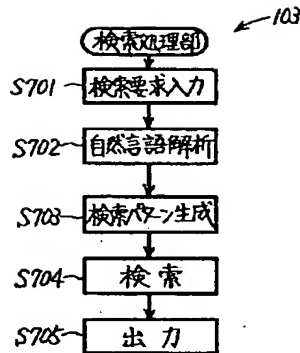 103
検索処理部
S701 検索要求入力
S702 自然言語解析
S703 検索パターン生成
S704 検索
S705 出力